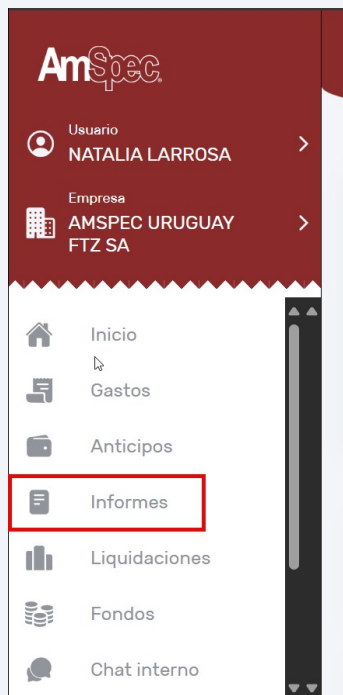 AmSpec
Usuario
NATALIA LARROSA
Empresa
AMSPEC URUGUAY
FTZ SA
Inicio
Gastos
Anticipos
Informes
Liquidaciones
Fondos
Chat interno